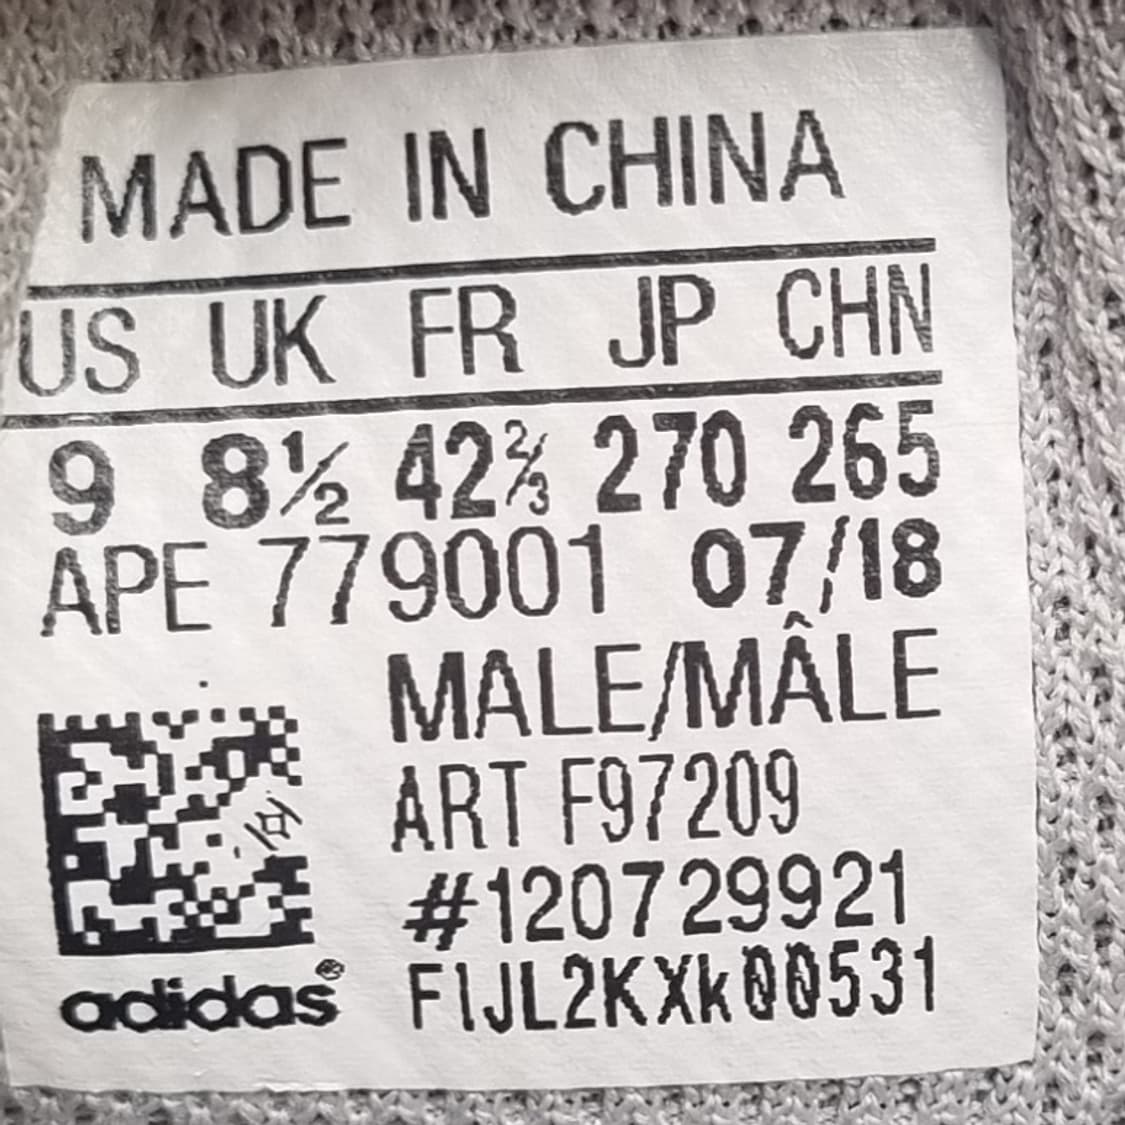 MADE IN CHINA
US UK FR JP CHN
9 8½ 42⅔ 270 265
APE 779001 07/18
MALE/MÂLE
ART F97209
#120729921
FIJL2KXk00531
adidas®